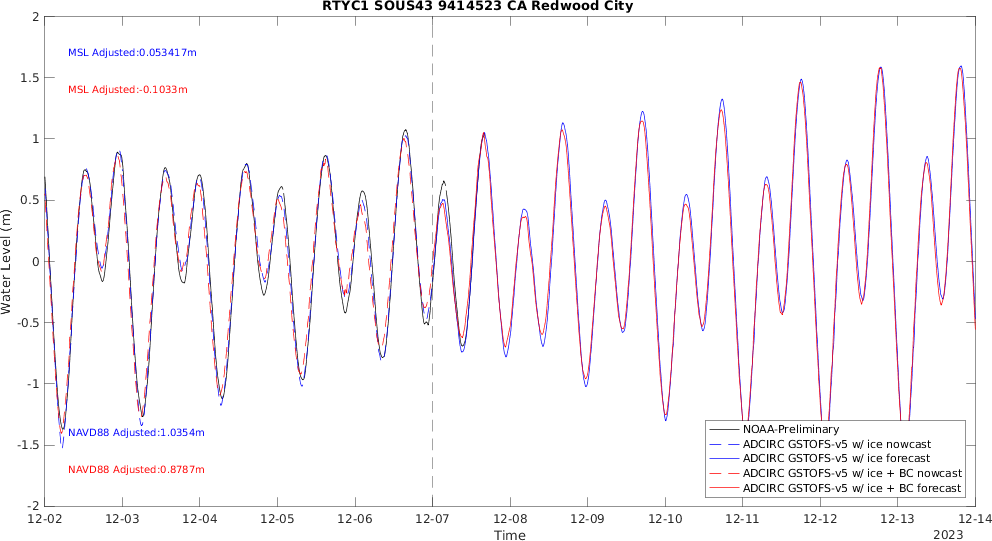 RTYC1 SOUS43 9414523 CA Redwood City
2
1.5
1
0.5
0
-0.5
-1
-1.5
-2
Water Level (m)
MSL Adjusted:0.053417m
MSL Adjusted:-0.1033m
NAVD88 Adjusted:1.0354m
NAVD88 Adjusted:0.8787m
NOAA-Preliminary
ADCIRC GSTOFS-v5 w/ ice nowcast
ADCIRC GSTOFS-v5 w/ ice forecast
ADCIRC GSTOFS-v5 w/ ice + BC nowcast
ADCIRC GSTOFS-v5 w/ ice + BC forecast
12-02 12-03 12-04 12-05 12-06 12-07 12-08 12-09 12-10 12-11 12-12 12-13 12-14
Time
2023